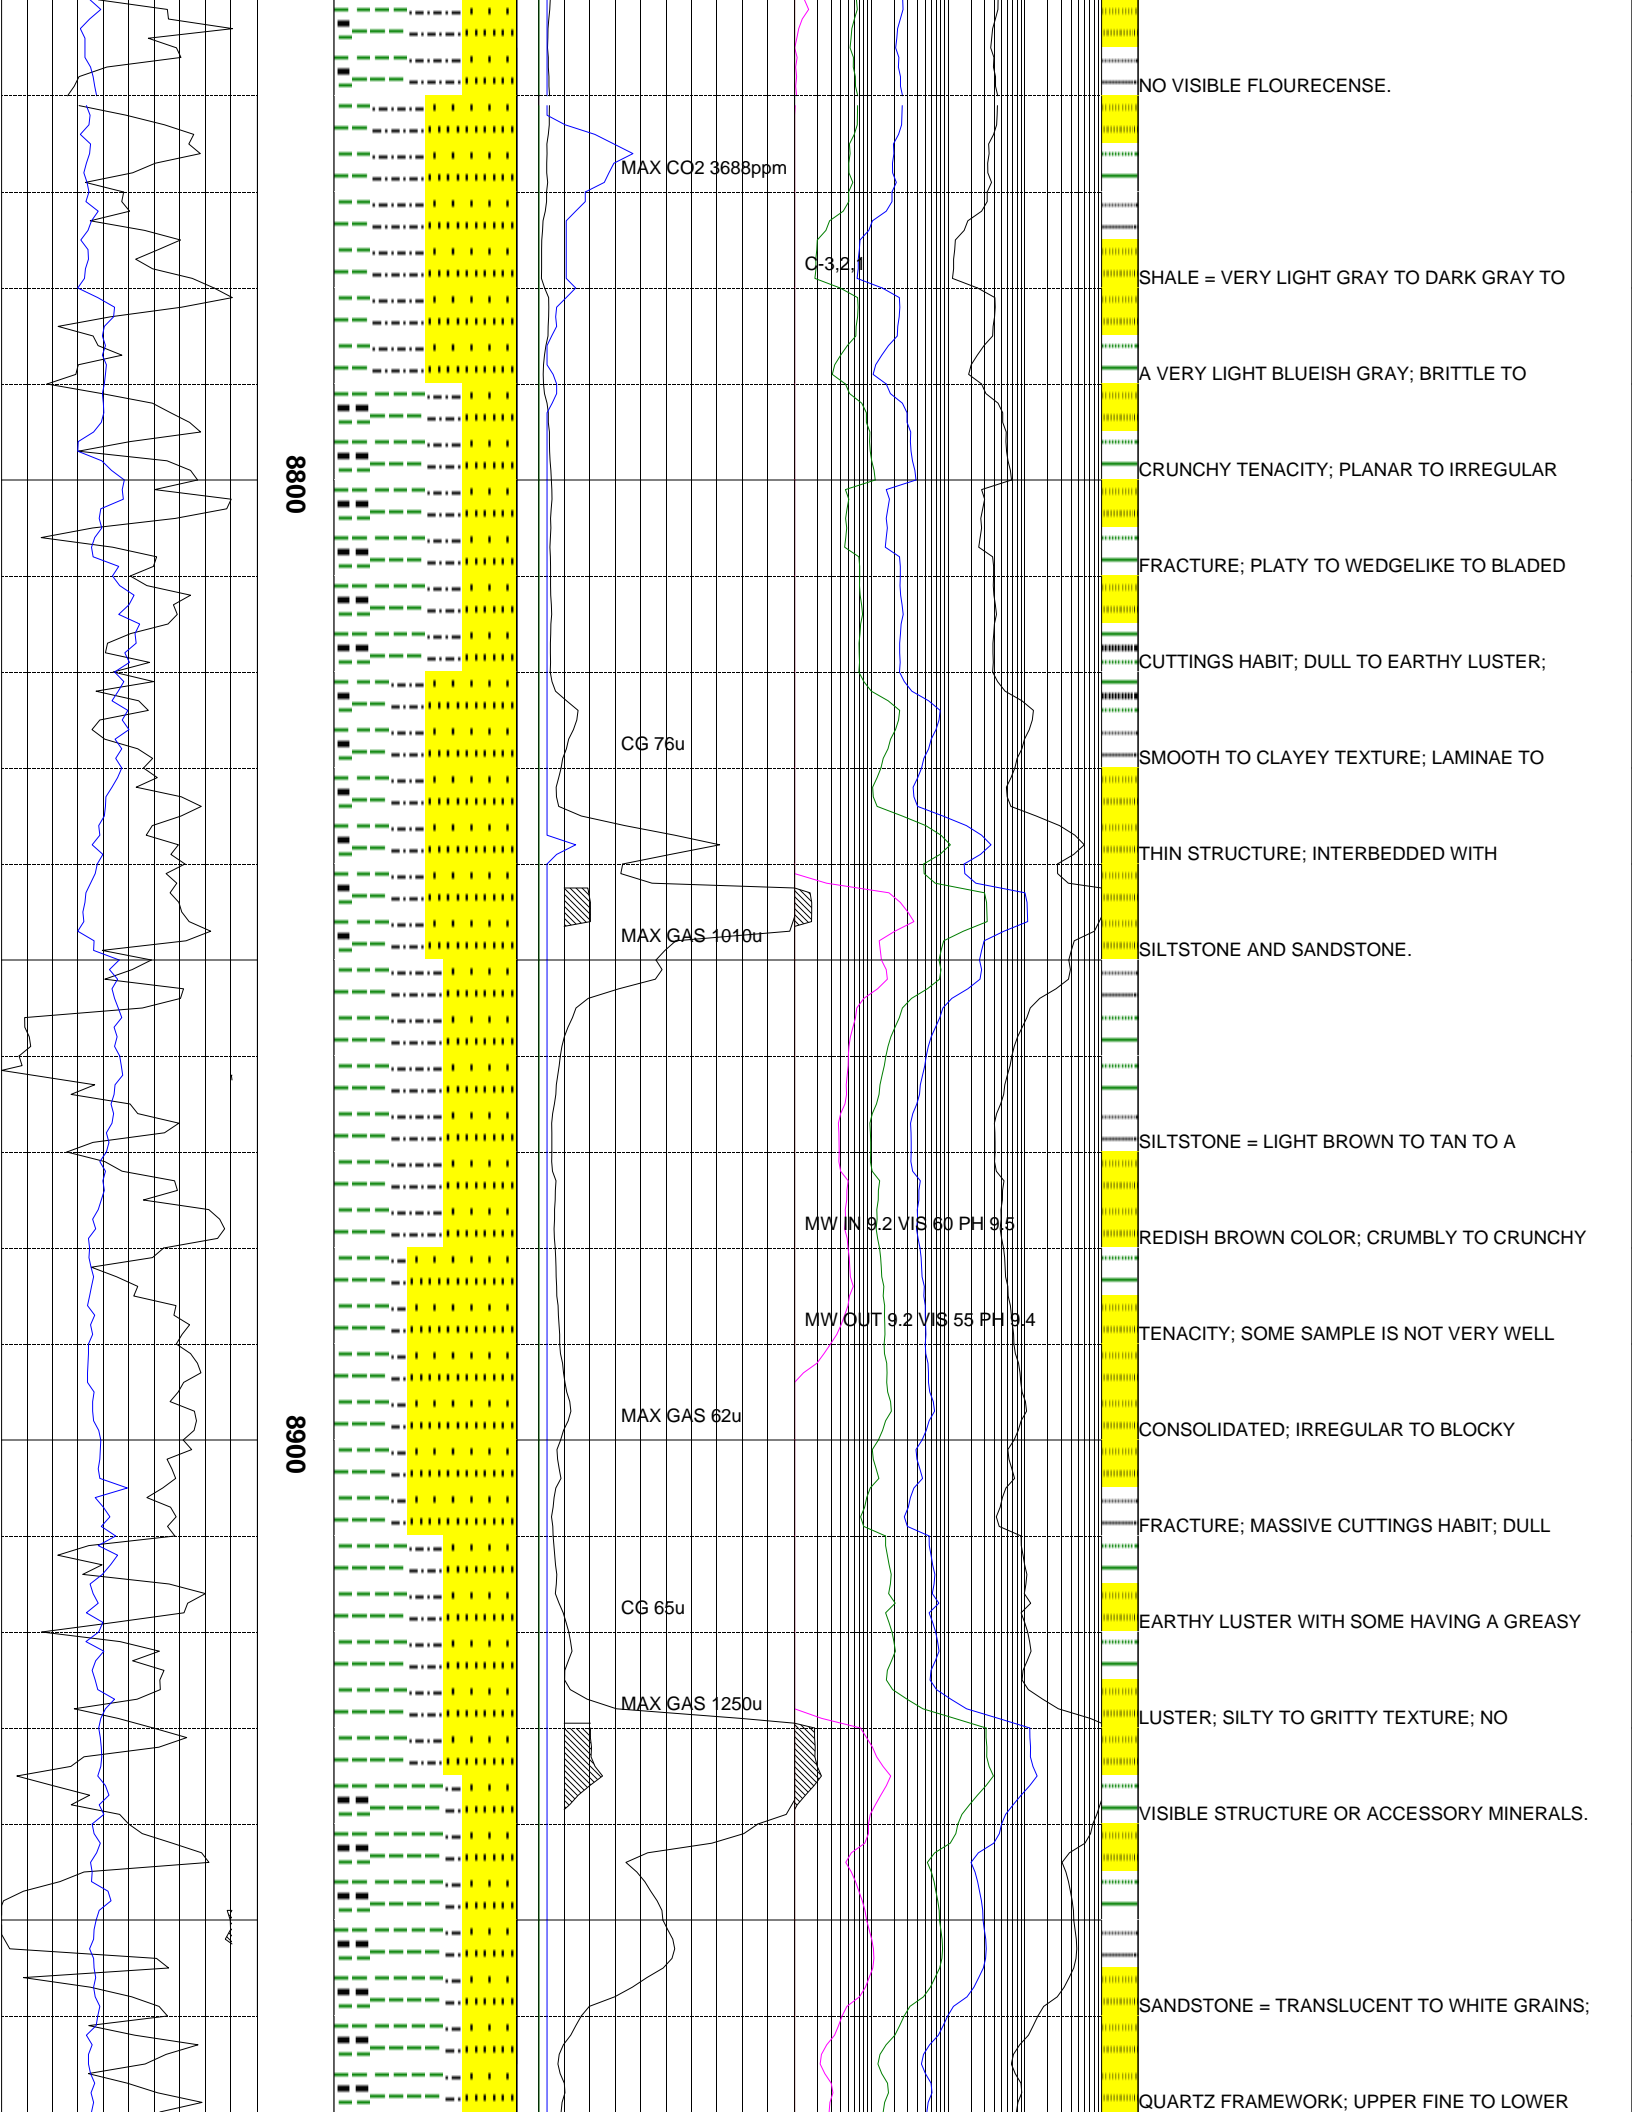 NO VISIBLE FLOURECENSE.
MAX CO2 3688ppm
C-3,2,1
SHALE = VERY LIGHT GRAY TO DARK GRAY TO
A VERY LIGHT BLUEISH GRAY; BRITTLE TO
8800
CRUNCHY TENACITY; PLANAR TO IRREGULAR
FRACTURE; PLATY TO WEDGELIKE TO BLADED
CUTTINGS HABIT; DULL TO EARTHY LUSTER;
CG 76u
SMOOTH TO CLAYEY TEXTURE; LAMINAE TO
THIN STRUCTURE; INTERBEDDED WITH
MAX GAS 1010u
SILTSTONE AND SANDSTONE.
SILTSTONE = LIGHT BROWN TO TAN TO A
MW IN 9.2 VIS 60 PH 9.5
REDISH BROWN COLOR; CRUMBLY TO CRUNCHY
MW OUT 9.2 VIS 55 PH 9.4
TENACITY; SOME SAMPLE IS NOT VERY WELL
MAX GAS 62u
CONSOLIDATED; IRREGULAR TO BLOCKY
8900
FRACTURE; MASSIVE CUTTINGS HABIT; DULL
CG 65u
EARTHY LUSTER WITH SOME HAVING A GREASY
MAX GAS 1250u
LUSTER; SILTY TO GRITTY TEXTURE; NO
VISIBLE STRUCTURE OR ACCESSORY MINERALS.
SANDSTONE = TRANSLUCENT TO WHITE GRAINS;
QUARTZ FRAMEWORK; UPPER FINE TO LOWER